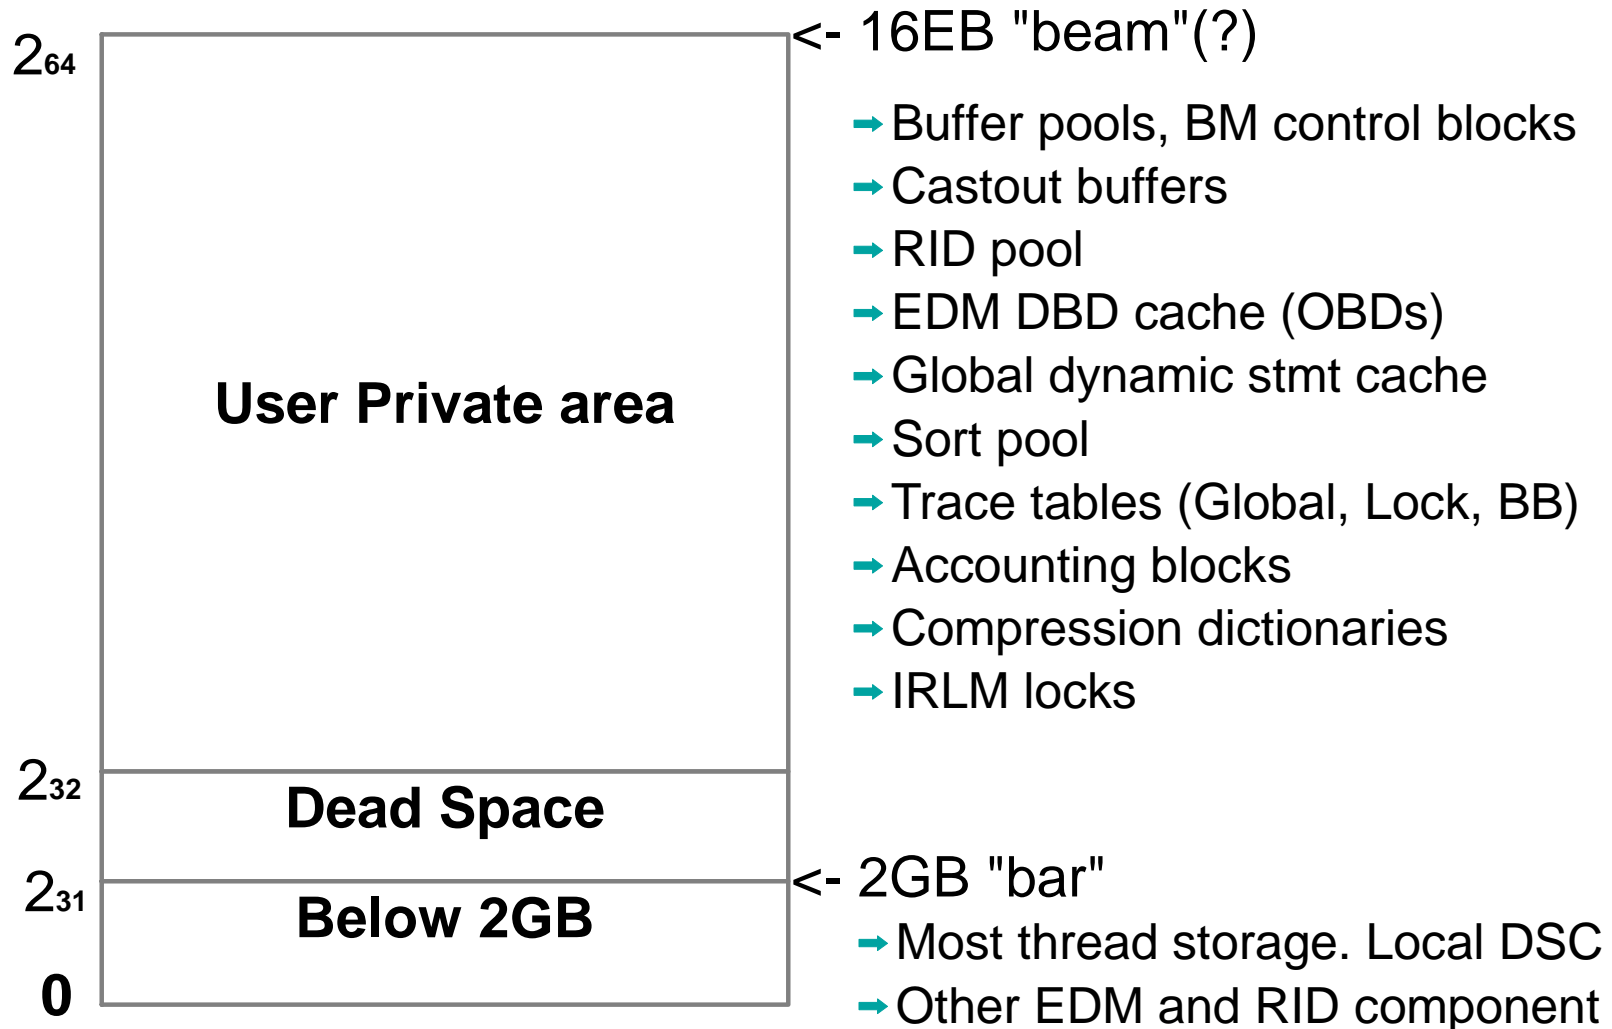 264
<- 16EB "beam"(?)
➡ Buffer pools, BM control blocks
➡ Castout buffers
➡ RID pool
➡ EDM DBD cache (OBDs)
➡ Global dynamic stmt cache
➡ Sort pool
➡ Trace tables (Global, Lock, BB)
➡ Accounting blocks
➡ Compression dictionaries
➡ IRLM locks
User Private area
232
Dead Space
231
<- 2GB "bar"
Below 2GB
➡ Most thread storage. Local DSC
➡ Other EDM and RID component
0